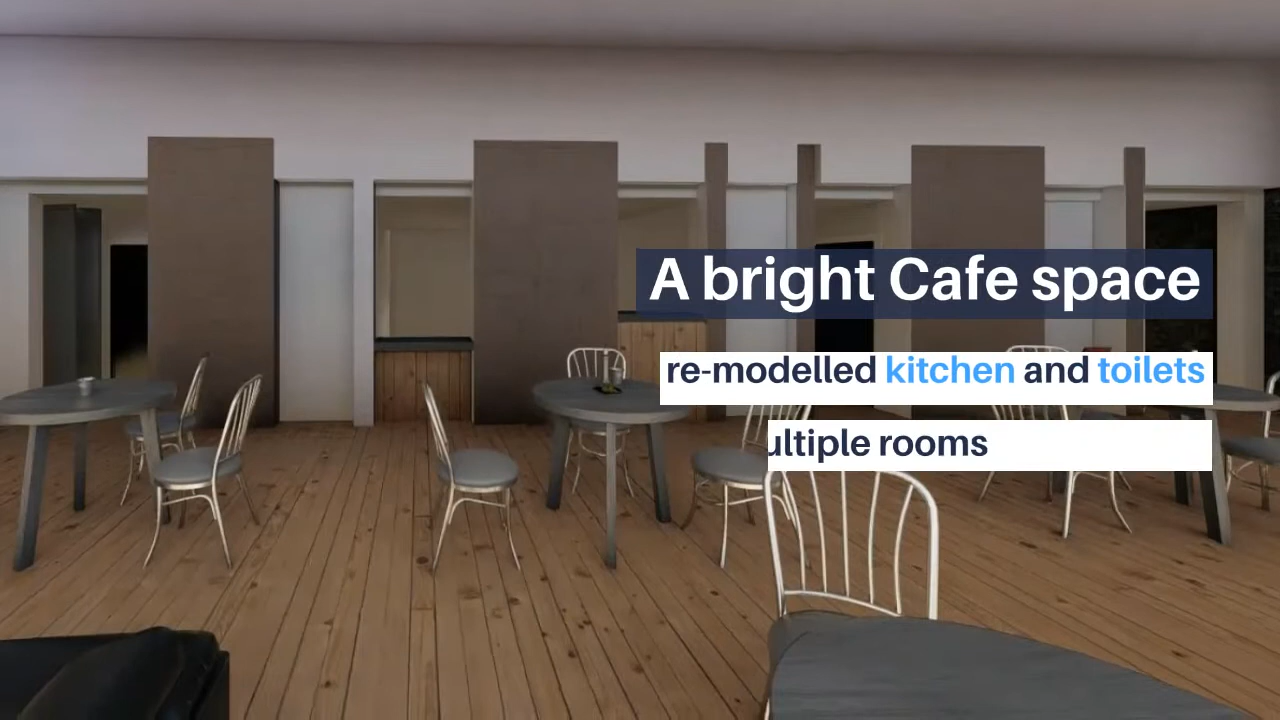 A bright Cafe space
re-modelled kitchen and toilets
ultiple rooms